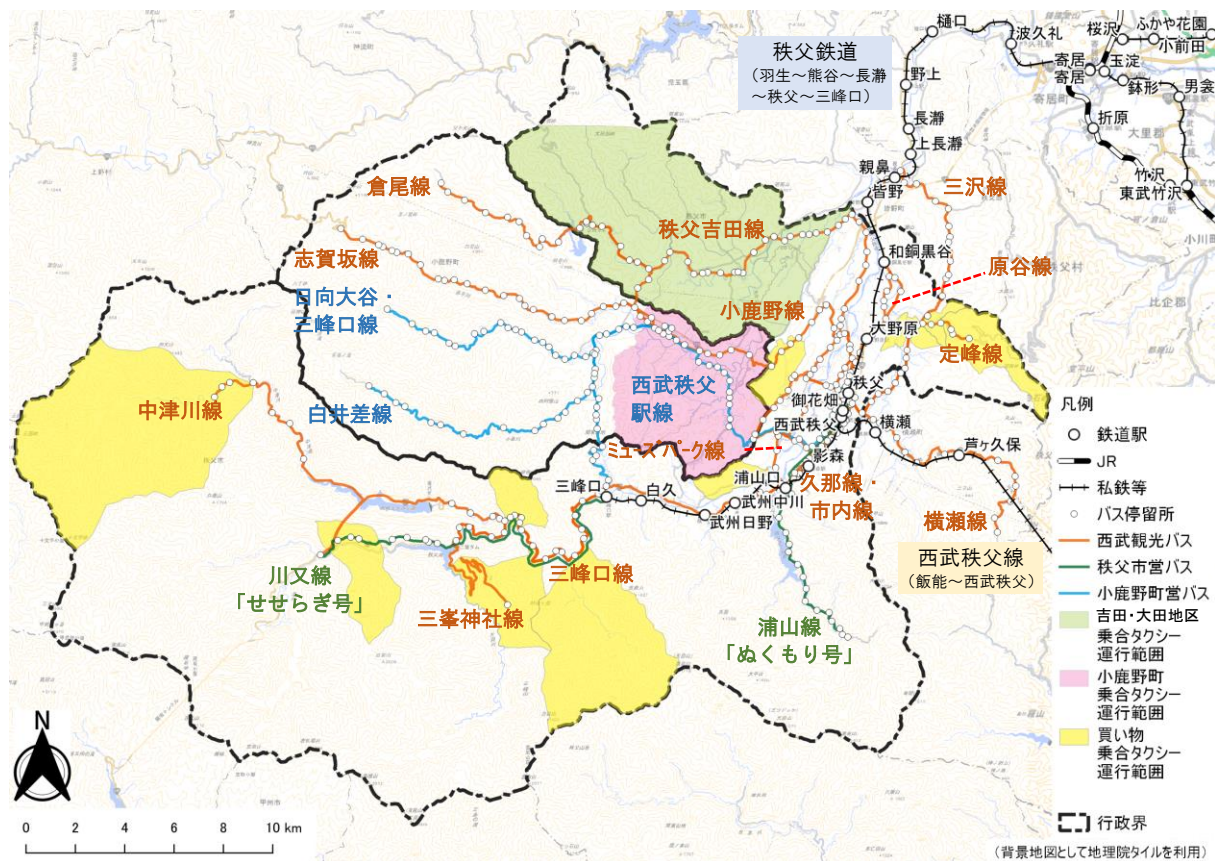 秩父鉄道
（羽生～熊谷～長瀞
～秩父～三峰口）
樋口
波久礼
桜沢
ふかや花園
小前田
寄居
寄居
玉淀
鉢形
男衾
野上
長瀞
上長瀞
折原
竹沢
東武竹沢
親鼻
皆野
三沢線
倉尾線
秩父吉田線
和銅黒谷
原谷線
志賀坂線
日向大谷・
三峰口線
小鹿野線
大野原
定峰線
中津川線
西武秩父
駅線
白井差線
秩父
御花畑
西武秩父
横瀬
芦ヶ久保
ミューズパーク線
影森
浦山口
久那線・
市内線
三峰口
白久
武州中川
武州日野
横瀬線
西武秩父線
（飯能～西武秩父）
川又線
「せせらぎ号」
三峰口線
三峯神社線
浦山線
「ぬくもり号」
凡例
鉄道駅
JR
私鉄等
バス停留所
西武観光バス
秩父市営バス
小鹿野町営バス
吉田・大田地区
乗合タクシー
運行範囲
小鹿野町
乗合タクシー
運行範囲
買い物
乗合タクシー
運行範囲
行政界
（背景地図として地理院タイルを利用）
N
0 2 4 6 8 10 km